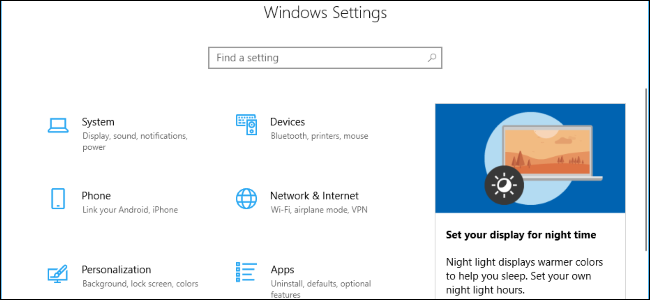 Windows Settings
Find a setting
System
Display, sound, notifications,
power
Devices
Bluetooth, printers, mouse
Phone
Link your Android, iPhone
Network & Internet
Wi-Fi, airplane mode, VPN
Personalization
Background, lock screen, colors
Apps
Uninstall, defaults, optional
features
Set your display for night time
Night light displays warmer colors
to help you sleep. Set your own
night light hours.